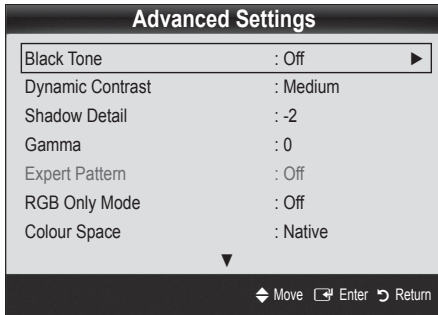 Advanced Settings
Black Tone : Off ►
Dynamic Contrast : Medium
Shadow Detail : -2
Gamma : 0
Expert Pattern : Off
RGB Only Mode : Off
Colour Space : Native
▼
Move Enter Return